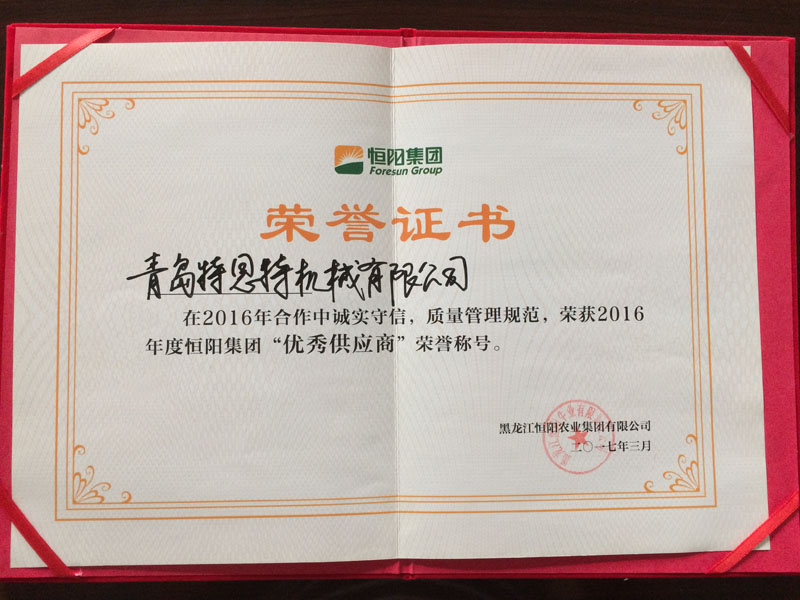 恒阳集团
Foresun Group
荣誉证书
青岛特恩特机械有限公司
在2016年合作中诚实守信，质量管理规范，荣获2016
年度恒阳集团“优秀供应商”荣誉称号。
黑龙江恒阳农业集团有限公司
二〇一七年三月